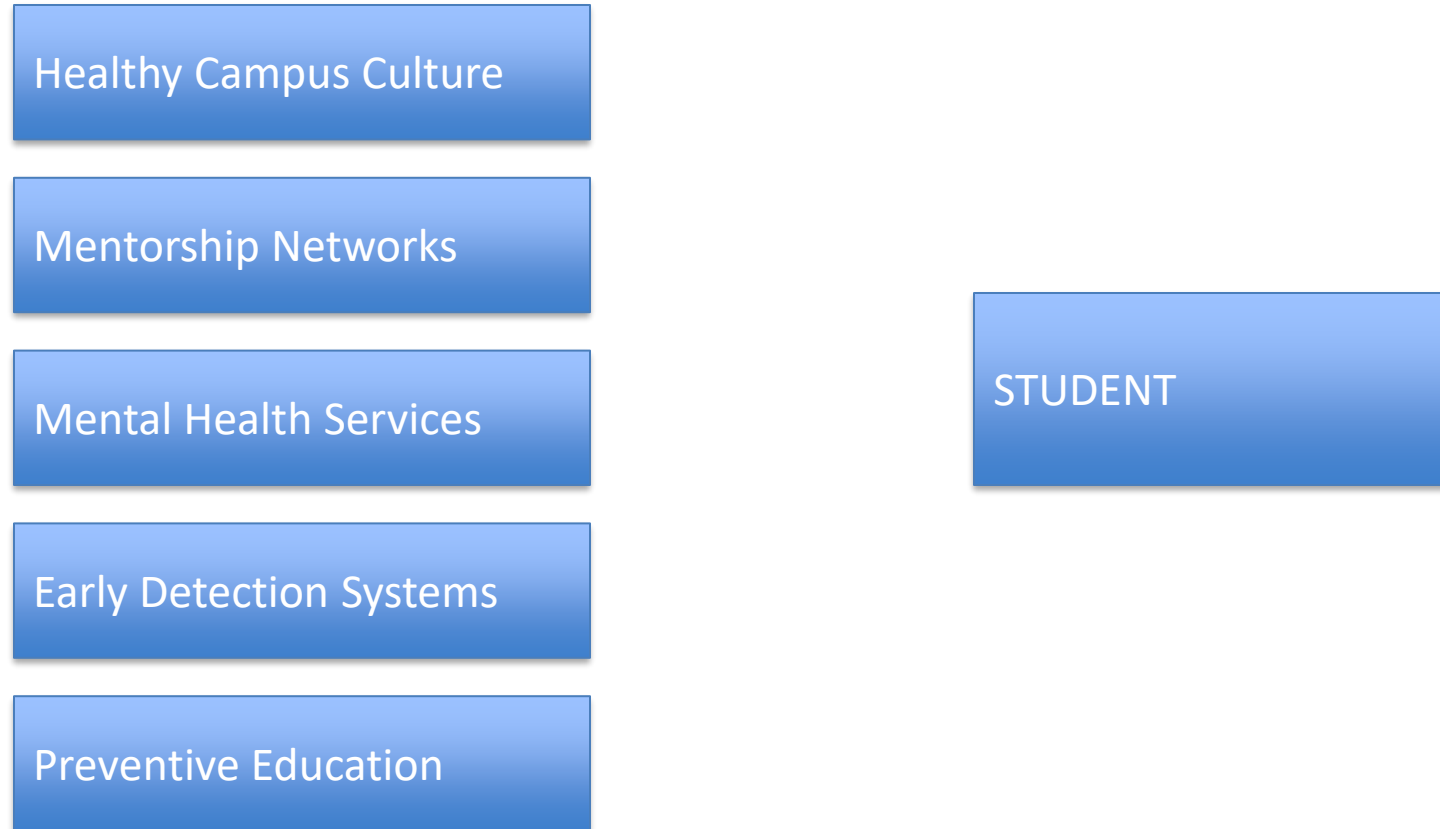 Healthy Campus Culture
Mentorship Networks
Mental Health Services
STUDENT
Early Detection Systems
Preventive Education